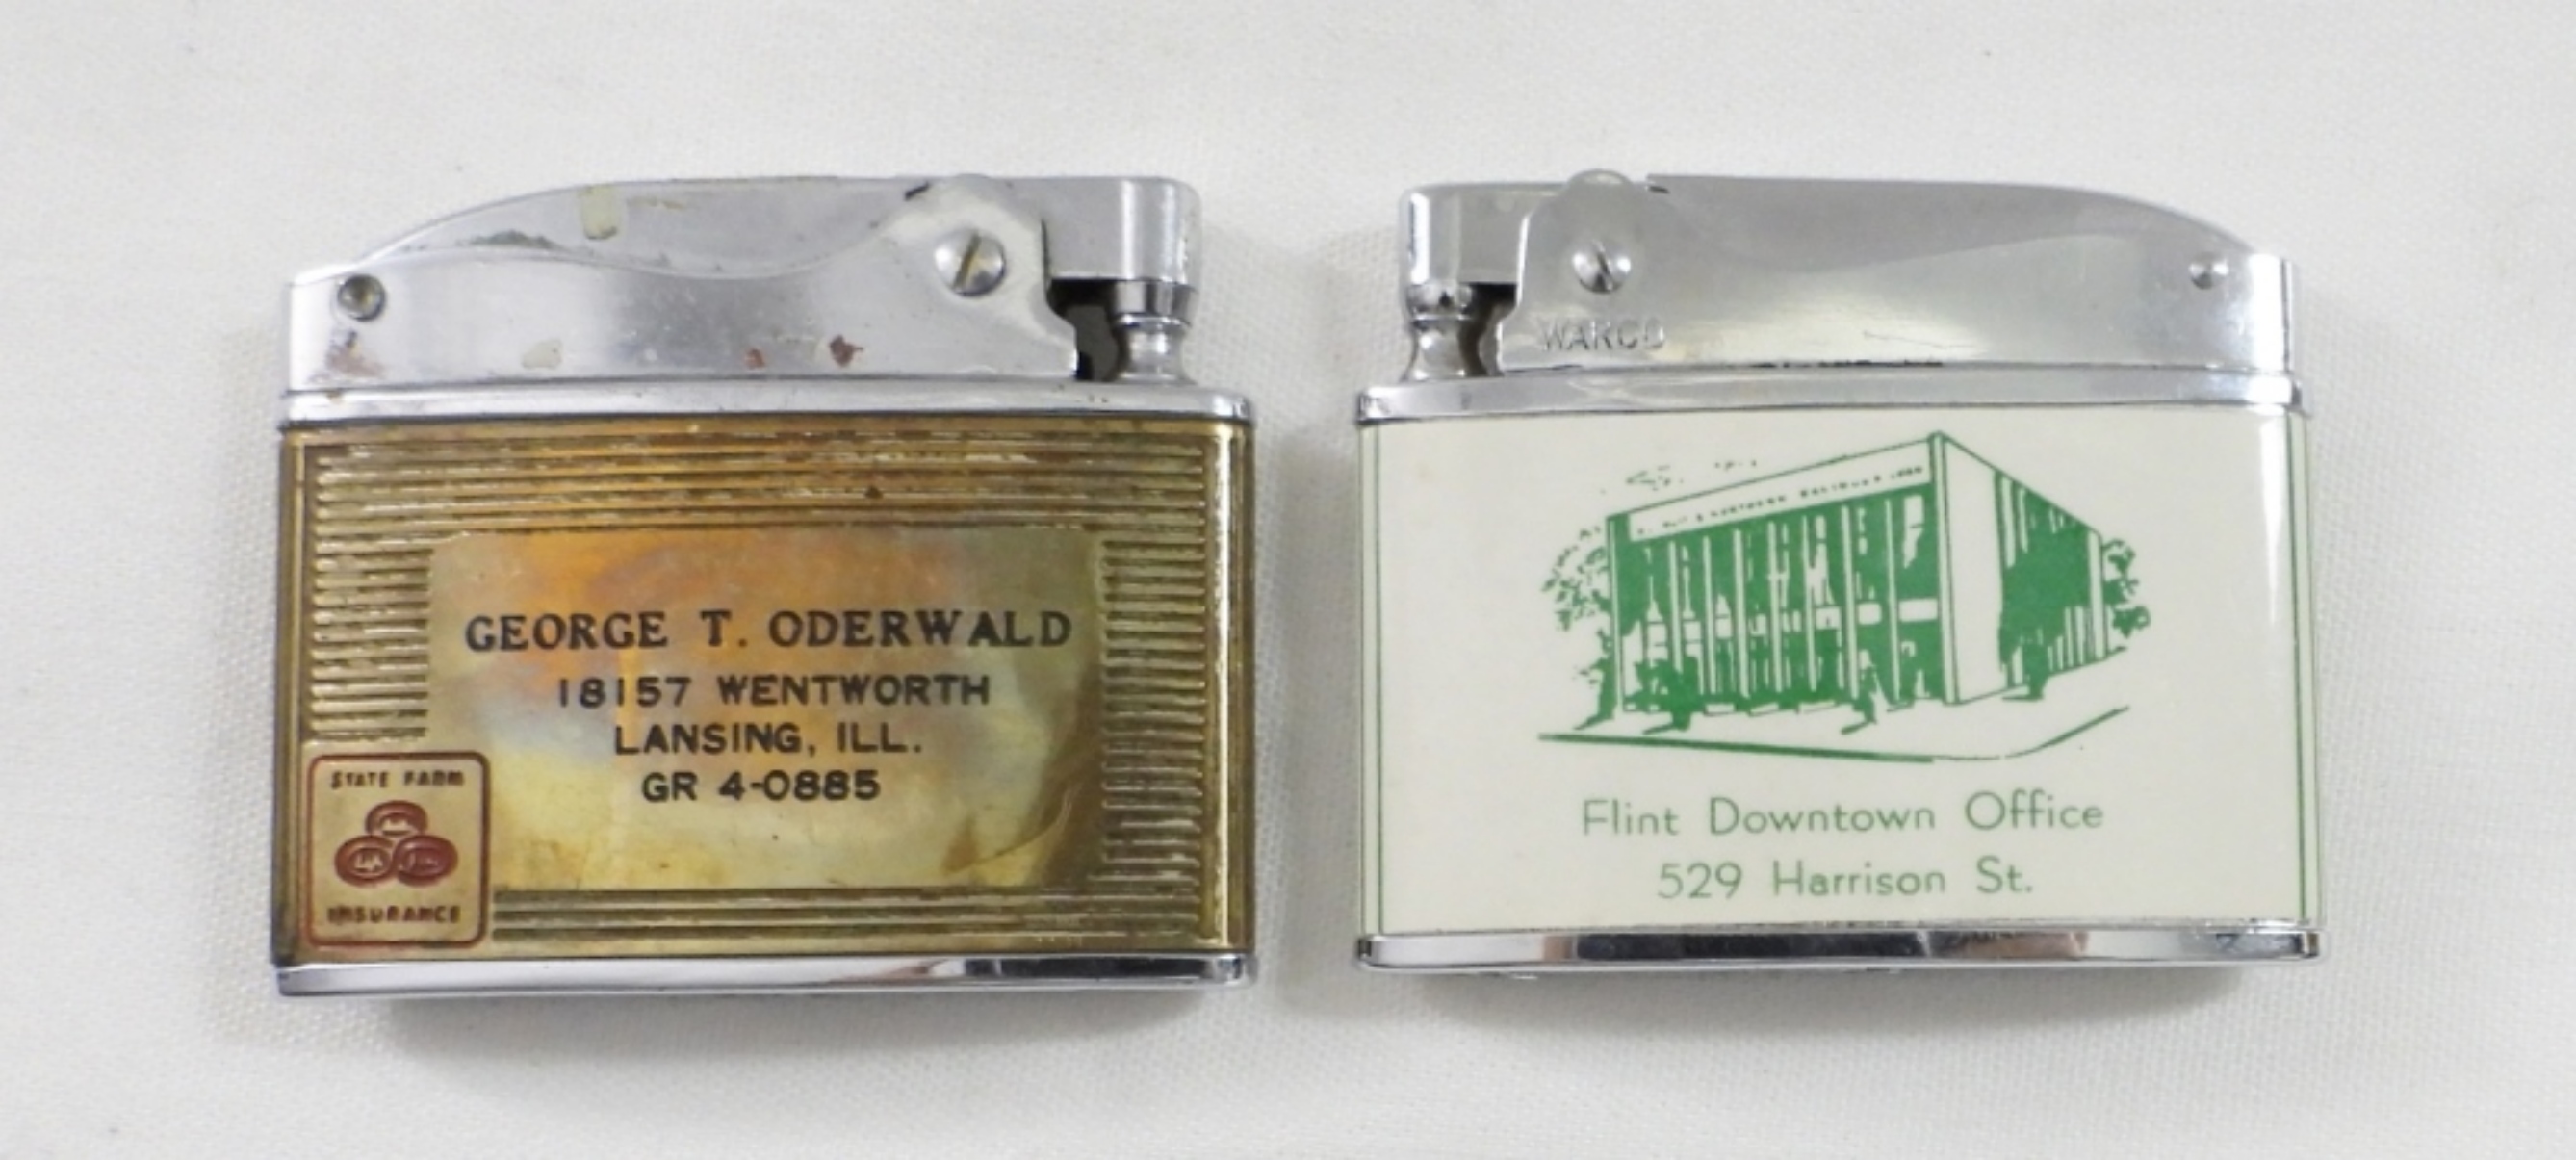 GEORGE T. ODERWALD
18157 WENTWORTH
LANSING, ILL.
GR 4-0885
STATE FARM
INSURANCE
WARCO
Flint Downtown Office
529 Harrison St.